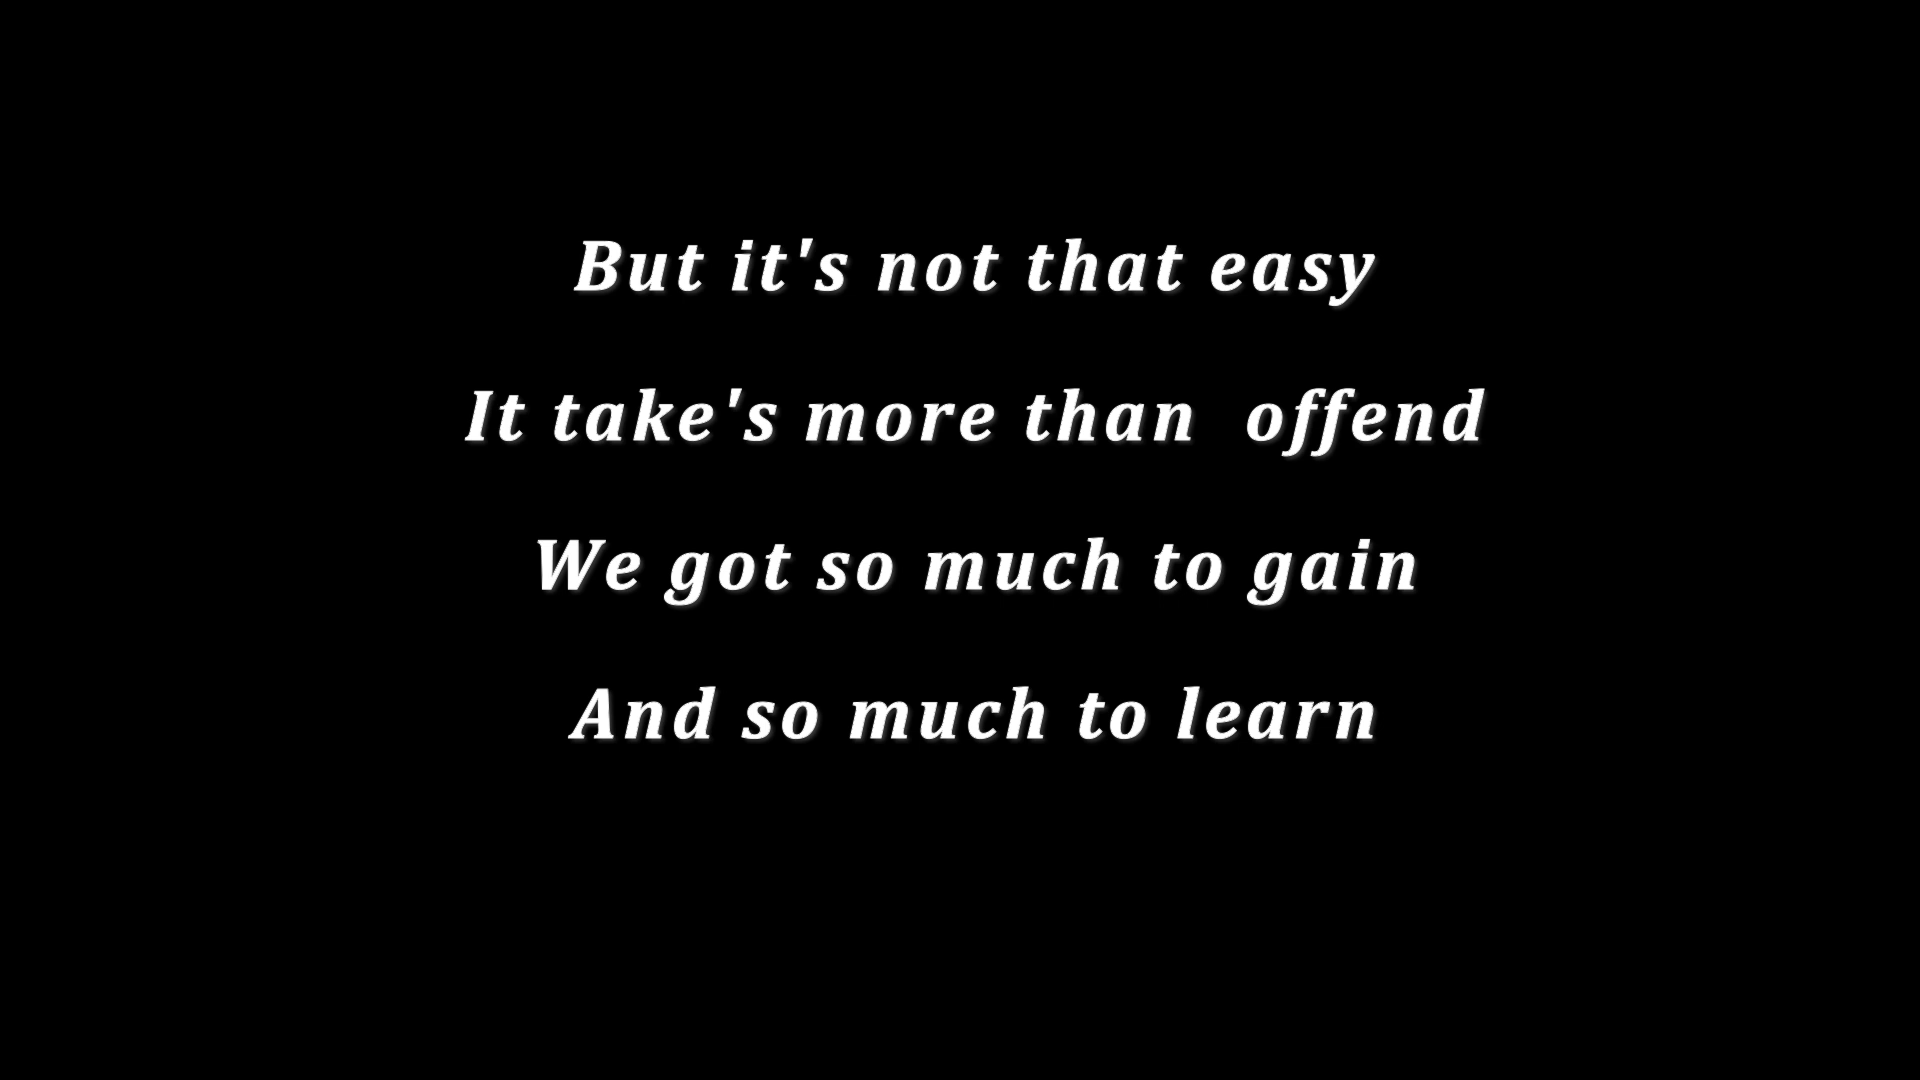 But it's not that easy
It take's more than  offend
We got so much to gain
And so much to learn